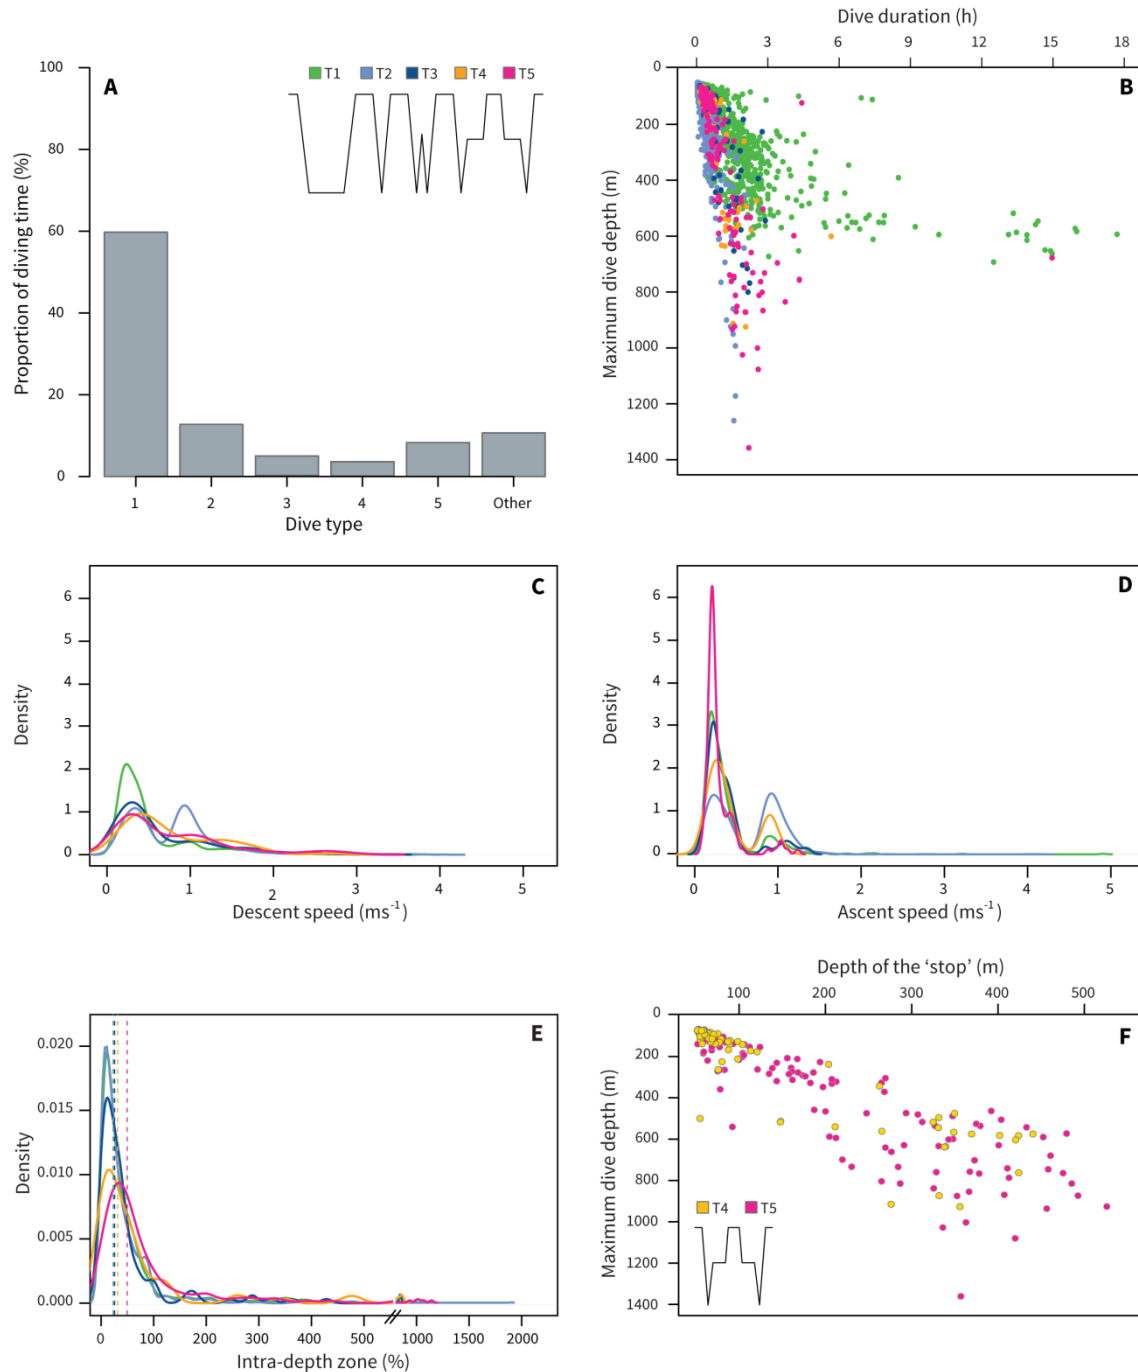 A
T1 T2 T3 T4 T5
Proportion of diving time (%)
100
80
60
40
20
0
1 2 3 4 5 Other
Dive type
Dive duration (h)
0 3 6 9 12 15 18
B
Maximum dive depth (m)
0
200
400
600
800
1000
1200
1400
C
Density
6
5
4
3
2
1
0
0 1 2 3 4 5
Descent speed (ms-1)
D
Density
6
5
4
3
2
1
0
0 1 2 3 4 5
Ascent speed (ms-1)
E
Density
0.020
0.015
0.010
0.005
0.000
0 100 200 300 400 500 1000 1500 2000
Intra-depth zone (%)
Depth of the ‘stop’ (m)
100 200 300 400 500
F
Maximum dive depth (m)
0
200
400
600
800
1000
1200
1400
T4 T5